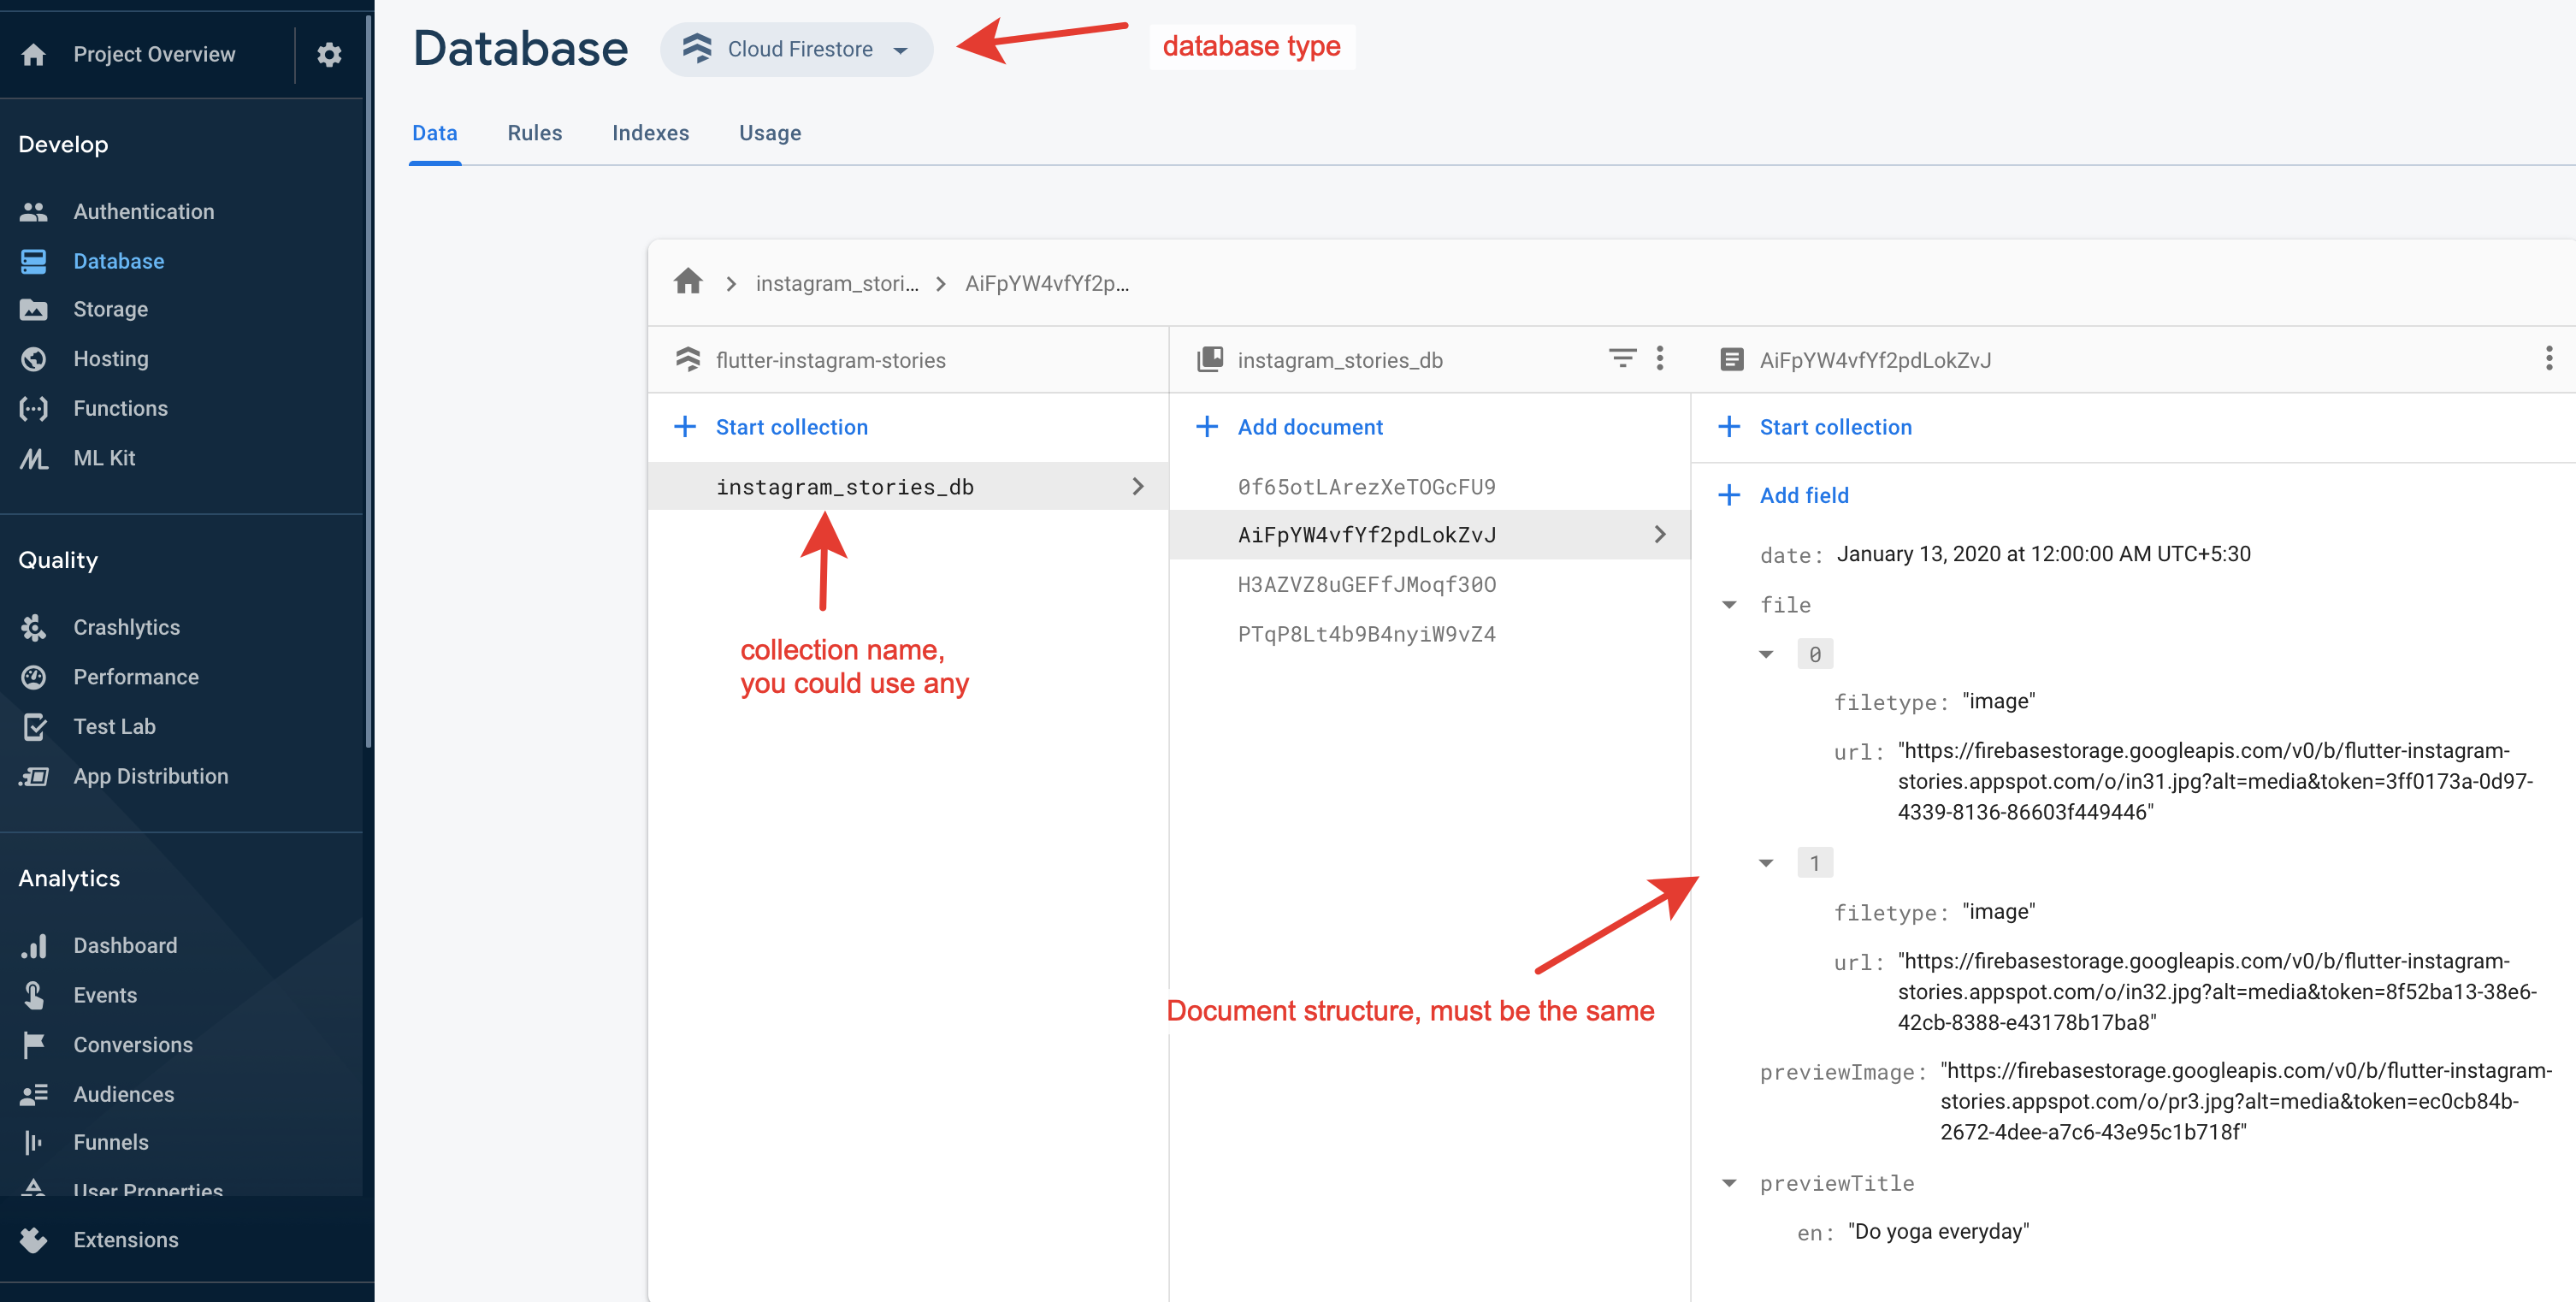 Project Overview
Develop
Authentication
Database
Storage
Hosting
Functions
ML Kit
Quality
Crashlytics
Performance
Test Lab
App Distribution
Analytics
Dashboard
Events
Conversions
Audiences
Funnels
User Properties
Extensions
Database
Cloud Firestore
database type
Data Rules Indexes Usage
instagram_stori... AiFpYW4vfYf2p...
flutter-instagram-stories
Start collection
instagram_stories_db
collection name,
you could use any
instagram_stories_db
Add document
0f65otLArezXeTOGcFU9
AiFpYW4vfYf2pdLokZvJ
H3AZVZ8uGEFfJMoqf30O
PTqP8Lt4b9B4nyiW9vZ4
Document structure, must be the same
AiFpYW4vfYf2pdLokZvJ
Start collection
Add field
date: January 13, 2020 at 12:00:00 AM UTC+5:30
file
0
filetype: "image"
url: "https://firebasestorage.googleapis.com/v0/b/flutter-instagram-
stories.appspot.com/o/in31.jpg?alt=media&token=3ff0173a-0d97-
4339-8136-86603f449446"
1
filetype: "image"
url: "https://firebasestorage.googleapis.com/v0/b/flutter-instagram-
stories.appspot.com/o/in32.jpg?alt=media&token=8f52ba13-38e6-
42cb-8388-e43178b17ba8"
previewImage: "https://firebasestorage.googleapis.com/v0/b/flutter-instagram-
stories.appspot.com/o/pr3.jpg?alt=media&token=ec0cb84b-
2672-4dee-a7c6-43e95c1b718f"
previewTitle
en: "Do yoga everyday"